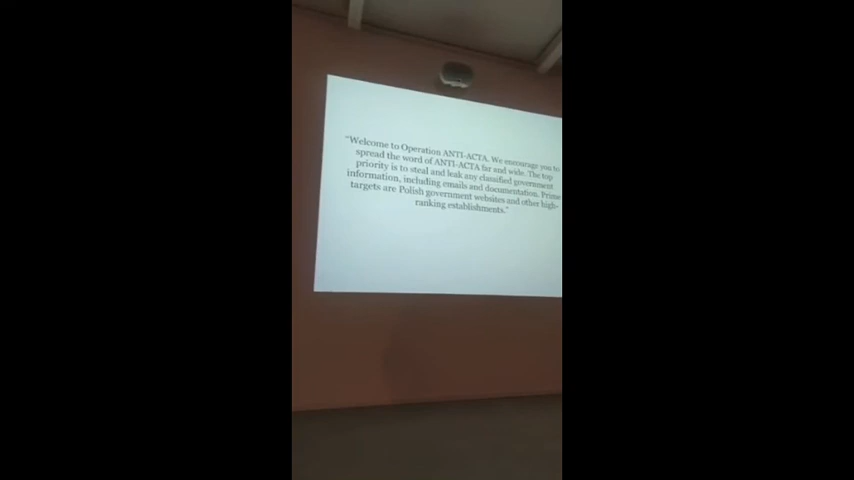 "Welcome to Operation ANTI-ACTA. We encourage you to
spread the word of ANTI-ACTA far and wide. The top
priority is to steal and leak any classified government
information, including emails and documentation. Prime
targets are Polish government websites and other high-
ranking establishments."